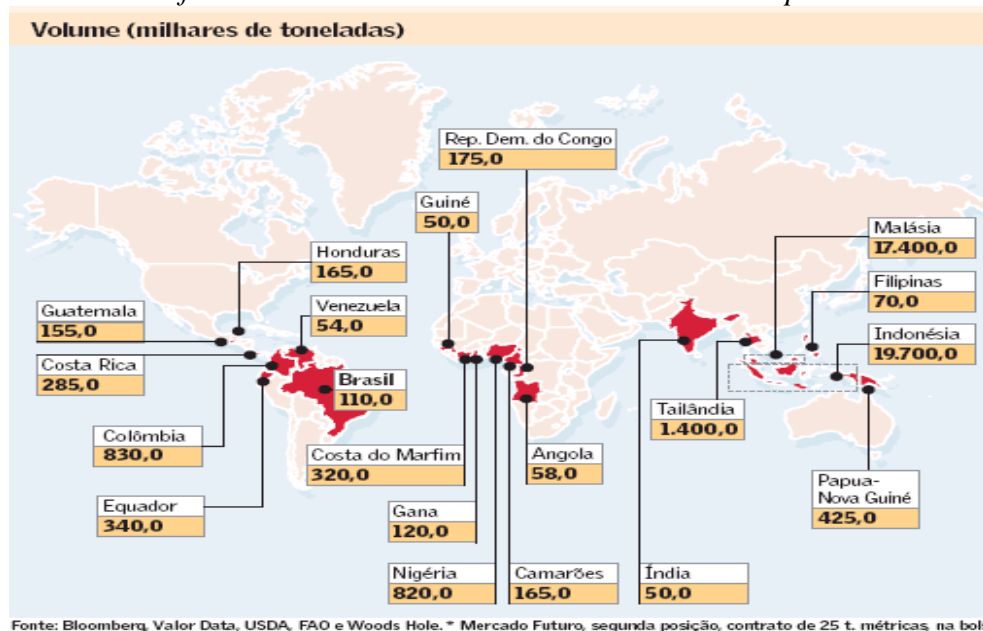 Volume (milhares de toneladas)
Rep. Dem. do Congo
175,0
Guiné
50,0
Malásia
17.400,0
Honduras
165,0
Filipinas
70,0
Guatemala
155,0
Venezuela
54,0
Indonésia
19.700,0
Costa Rica
285,0
Brasil
110,0
Tailândia
1.400,0
Colômbia
830,0
Costa do Marfim
320,0
Angola
58,0
Papua-
Nova Guiné
425,0
Equador
340,0
Gana
120,0
Nigéria
820,0
Camarões
165,0
Índia
50,0
Fonte: Bloomberg, Valor Data, USDA, FAO e Woods Hole. * Mercado Futuro, segunda posição, contrato de 25 t. métricas, na